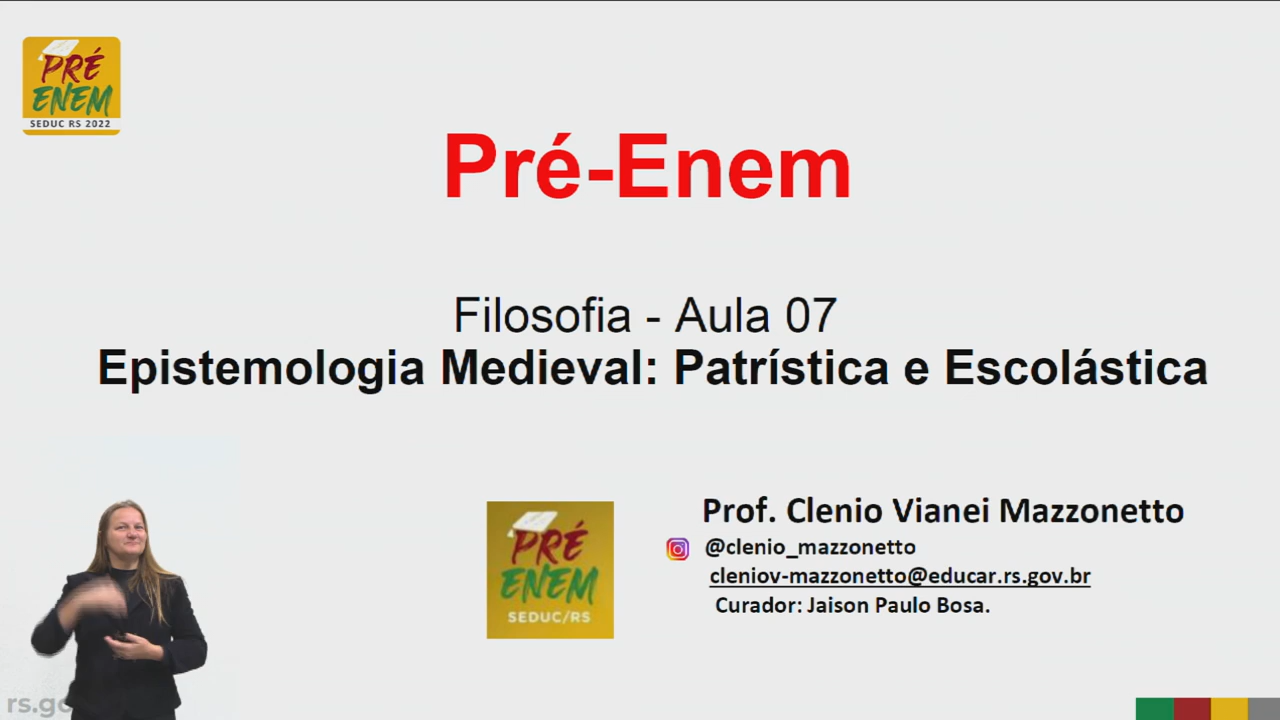 PRÉ
ENEM
SEDUC RS 2022
Pré-Enem
Filosofia - Aula 07
Epistemologia Medieval: Patrística e Escolástica
PRÉ
ENEM
SEDUC/RS
Prof. Clenio Vianei Mazzonetto
@clenio_mazzonetto
cleniov-mazzonetto@educar.rs.gov.br
Curador: Jaison Paulo Bosa.